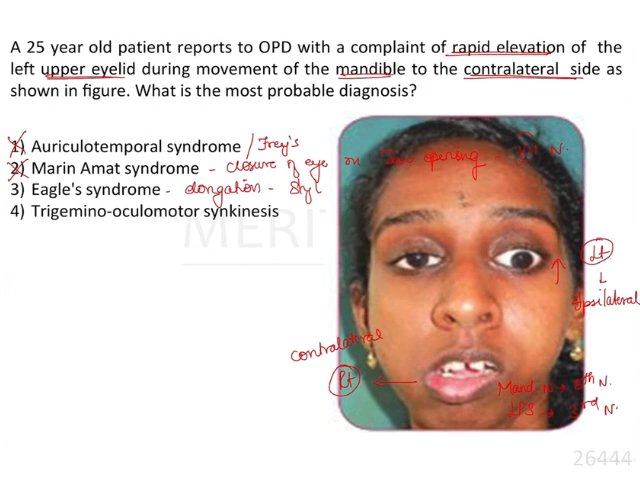 A 25 year old patient reports to OPD with a complaint of rapid elevation of the
left upper eyelid during movement of the mandible to the contralateral side as
shown in figure. What is the most probable diagnosis?
1) Auriculotemporal syndrome / Frey's
2) Marin Amat syndrome - closure of eye on Jaw opening - VII N.
3) Eagle's syndrome - elongation - Styl
4) Trigemino-oculomotor synkinesis
MERIT
Lt
Ipsilateral
contralateral
Rt
Mand. N → 5th N.
LPS → 3rd N.
26444